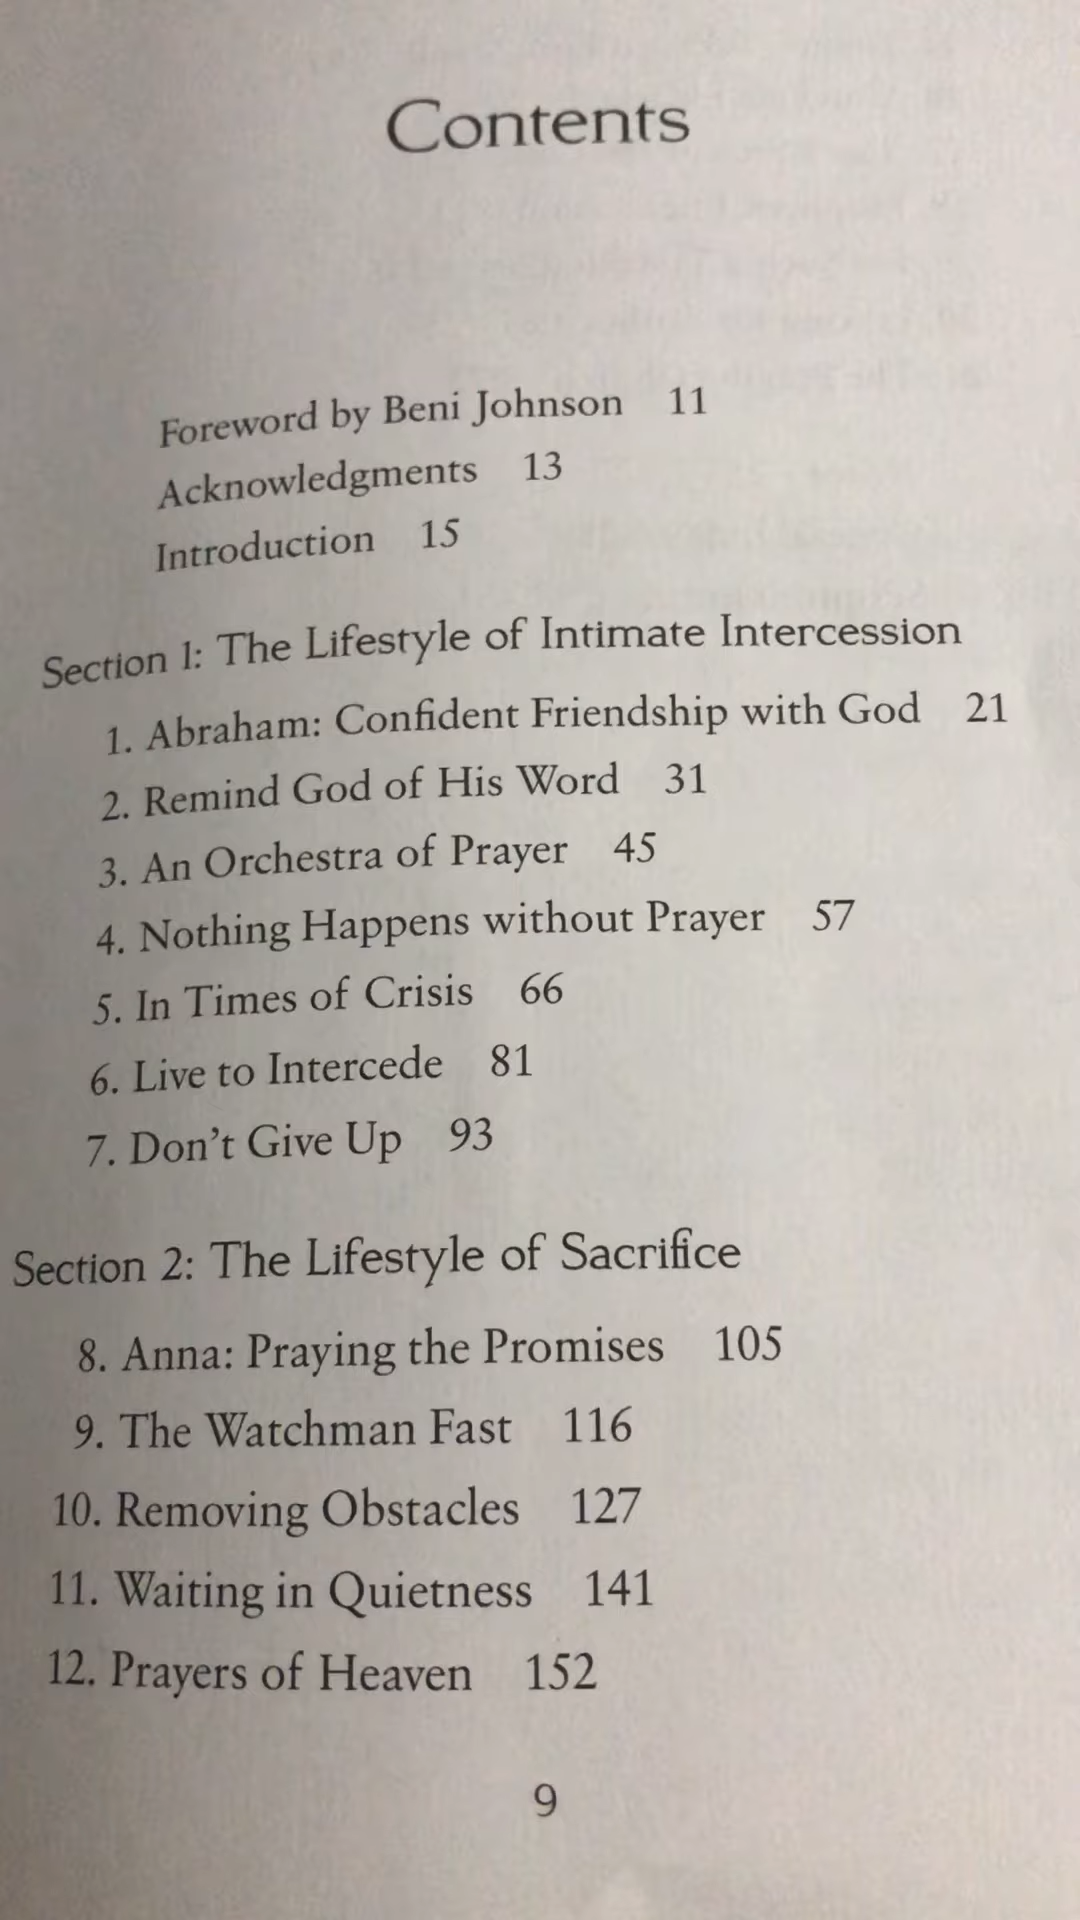 Contents
Foreword by Beni Johnson 11
Acknowledgments 13
Introduction 15
Section 1: The Lifestyle of Intimate Intercession
1. Abraham: Confident Friendship with God 21
2. Remind God of His Word 31
3. An Orchestra of Prayer 45
4. Nothing Happens without Prayer 57
5. In Times of Crisis 66
6. Live to Intercede 81
7. Don't Give Up 93
Section 2: The Lifestyle of Sacrifice
8. Anna: Praying the Promises 105
9. The Watchman Fast 116
10. Removing Obstacles 127
11. Waiting in Quietness 141
12. Prayers of Heaven 152
9